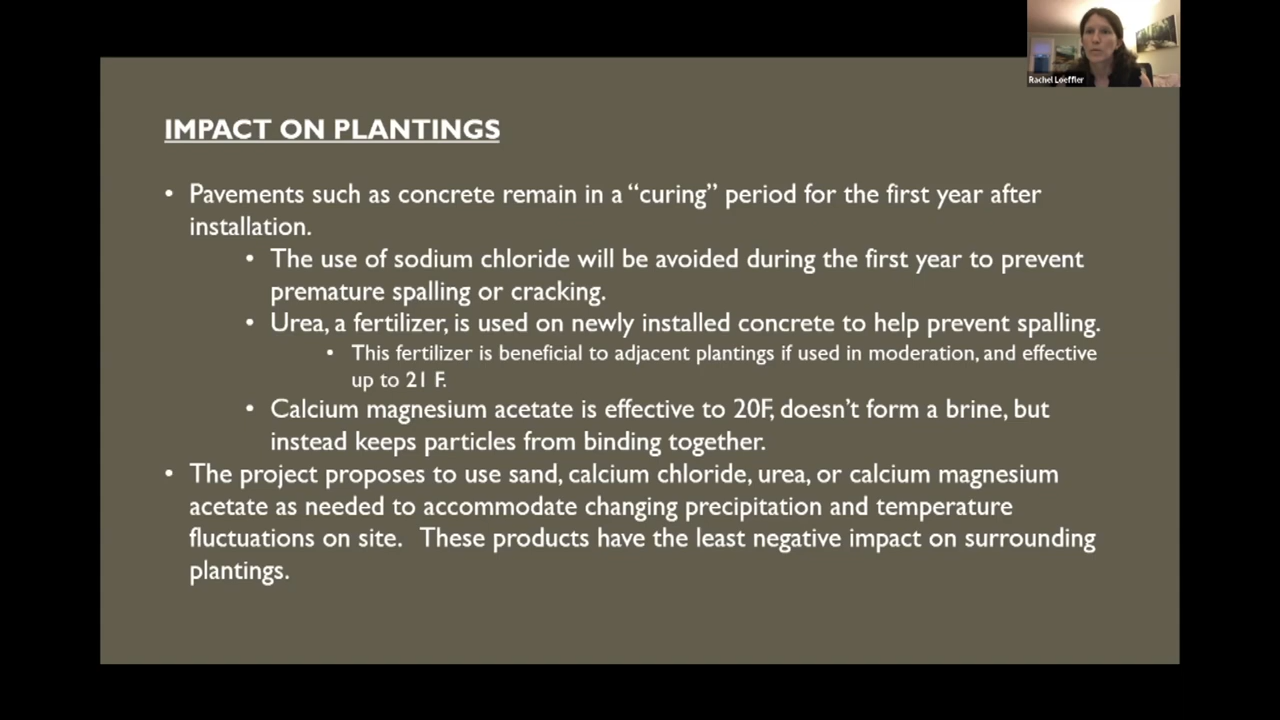 Rachel Loeffler
IMPACT ON PLANTINGS
• Pavements such as concrete remain in a “curing” period for the first year after
installation.
• The use of sodium chloride will be avoided during the first year to prevent
premature spalling or cracking.
• Urea, a fertilizer, is used on newly installed concrete to help prevent spalling.
• This fertilizer is beneficial to adjacent plantings if used in moderation, and effective
up to 21 F.
• Calcium magnesium acetate is effective to 20F, doesn’t form a brine, but
instead keeps particles from binding together.
• The project proposes to use sand, calcium chloride, urea, or calcium magnesium
acetate as needed to accommodate changing precipitation and temperature
fluctuations on site.  These products have the least negative impact on surrounding
plantings.